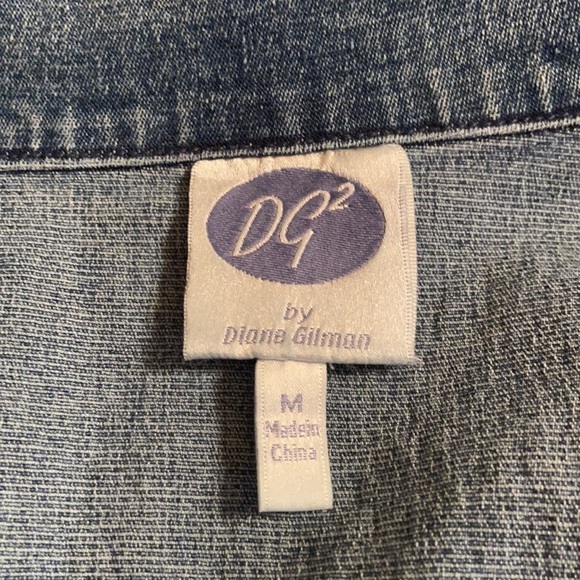 DG²
by
Diane Gilman
M
Made in
China